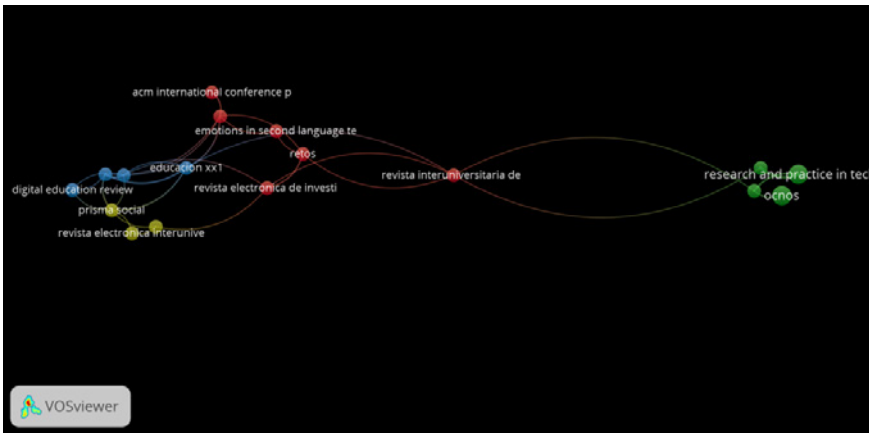 acm international conference p
emotions in second language te
retos
educacion xx1
revista interuniversitaria de
research and practice in tec
digital education review
revista electronica de investi
ocnos
prisma social
revista electronica interunive
VOSviewer